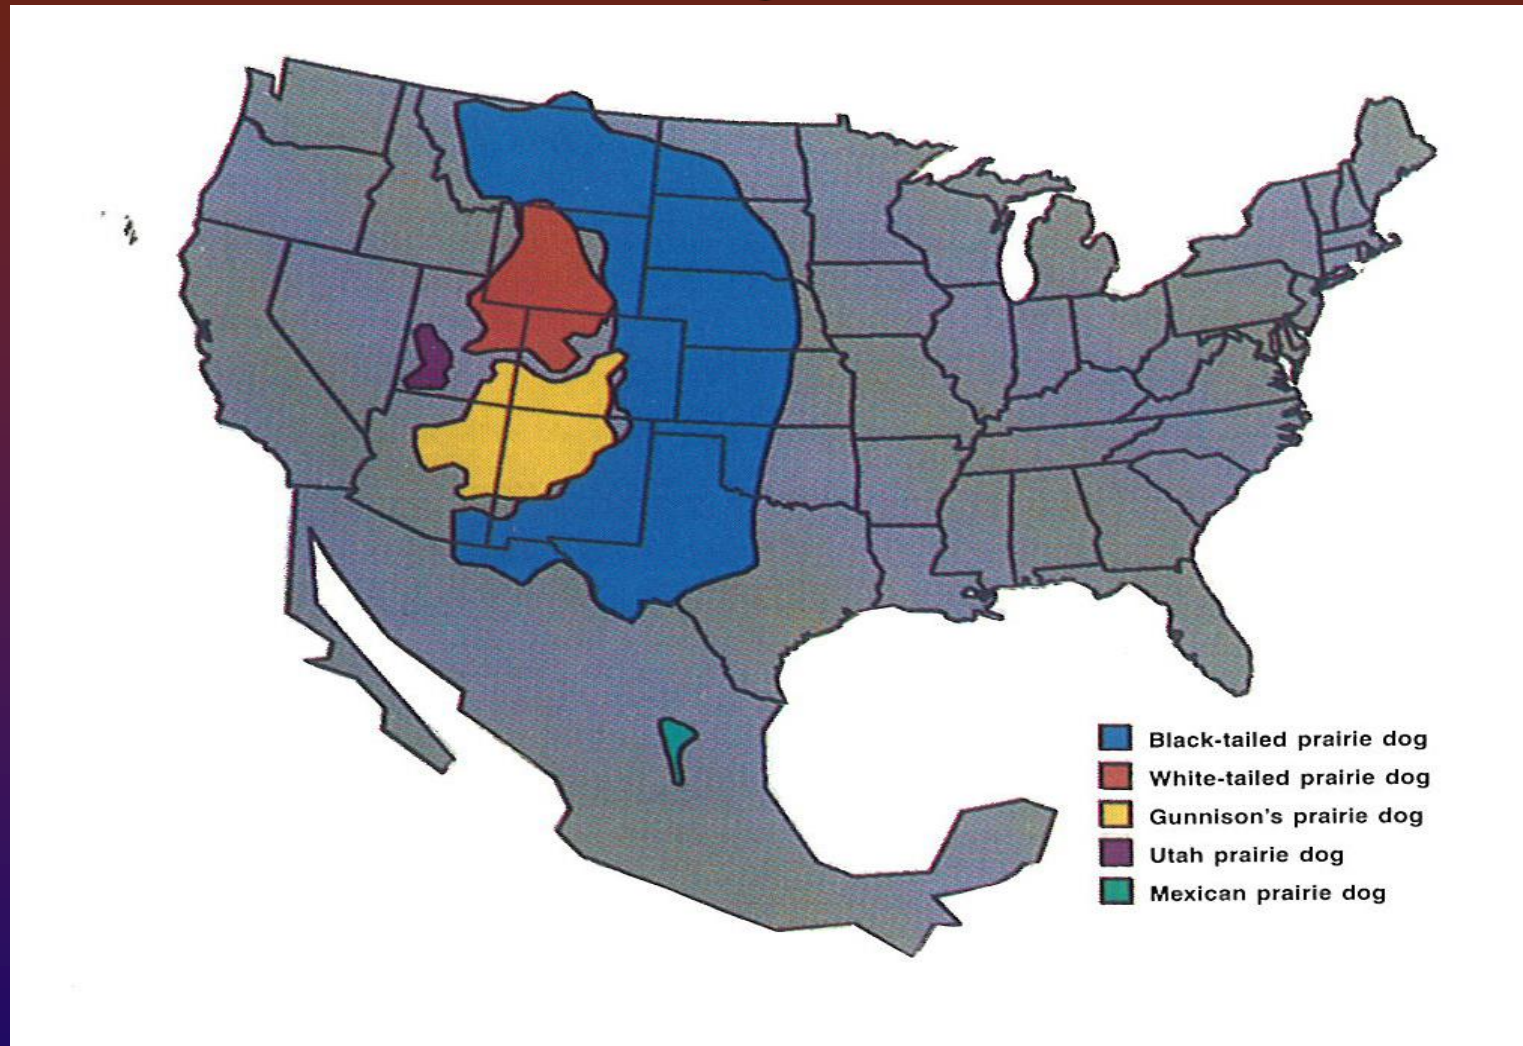 Black-tailed prairie dog
White-tailed prairie dog
Gunnison's prairie dog
Utah prairie dog
Mexican prairie dog